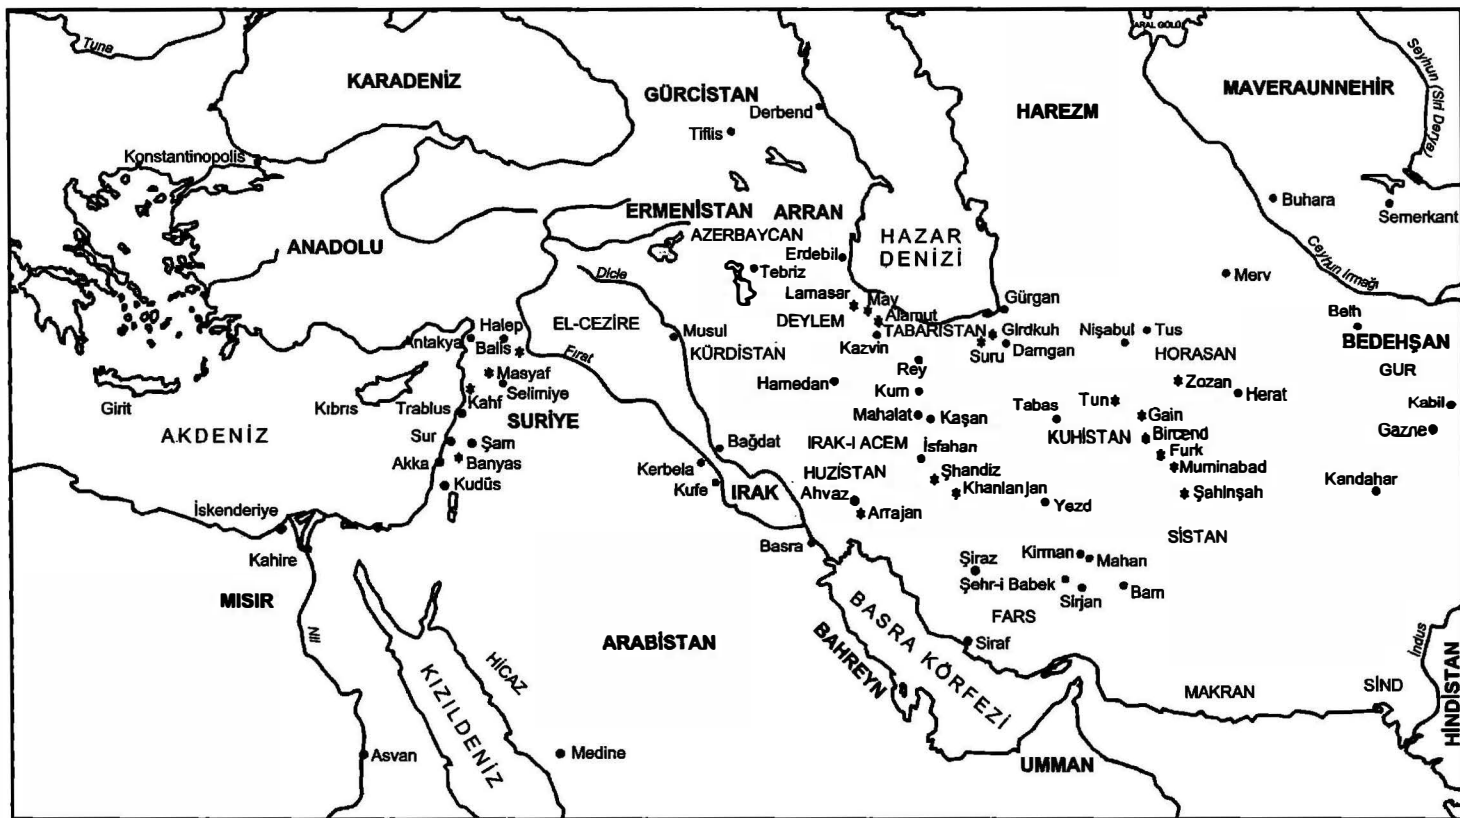 Tuna
KARADENİZ
GÜRCİSTAN
Derbend
Tiflis
HAREZM
ARAL GÖLÜ
MAVERAUNNEHİR
Seyhun (Siri Derya)
Konstantinopolis
Buhara
Semerkant
ERMENİSTAN
ARRAN
AZERBAYCAN
HAZAR
DENİZİ
ANADOLU
Erdebil
Tebriz
Ceyhun Irmağı
Merv
Dicle
Lamasar
May
Alamut
Gürgan
DEYLEM
TABARİSTAN
Girdkuh
EL-CEZİRE
Musul
Halep
Antakya
Balis
Kazvin
Suru
Damgan
Nişabul
Tus
Belh
BEDEHŞAN
KÜRDİSTAN
Fırat
Rey
HORASAN
GUR
Masyaf
Selimiye
Hamedan
Kum
Zozan
Herat
Kabil
Girit
Kıbrıs
Kahf
Trablus
SURİYE
Mahalat
Kaşan
Tabas
Tun
Gain
AKDENİZ
Sur
Şam
Bağdat
IRAK-I ACEM
İsfahan
KUHİSTAN
Bircend
Gazne
Furk
Akka
Banyas
Kerbela
HUZİSTAN
Şhandiz
Muminabad
Kudüs
Kufe
IRAK
Ahvaz
Khanlanjan
Şahinşah
Kandahar
İskenderiye
Arrajan
Yezd
SİSTAN
Kahire
Basra
Şiraz
Kirman
Mahan
Şehr-i Babek
Sirjan
Bam
MISIR
FARS
Nil
ARABİSTAN
BASRA KÖRFEZİ
BAHREYN
Siraf
İndus
HİNDİSTAN
HİCAZ
KIZILDENİZ
MAKRAN
SİND
Asvan
Medine
UMMAN